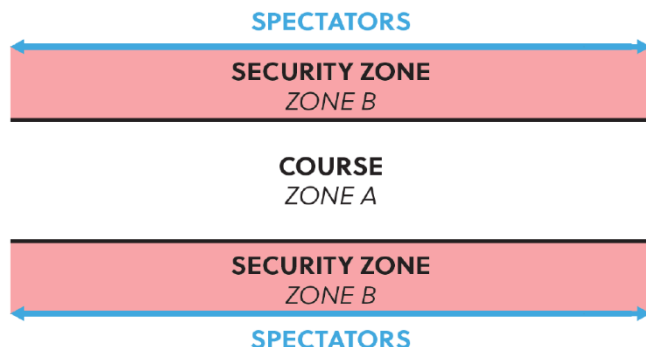 SPECTATORS
SECURITY ZONE
ZONE B
COURSE
ZONE A
SECURITY ZONE
ZONE B
SPECTATORS